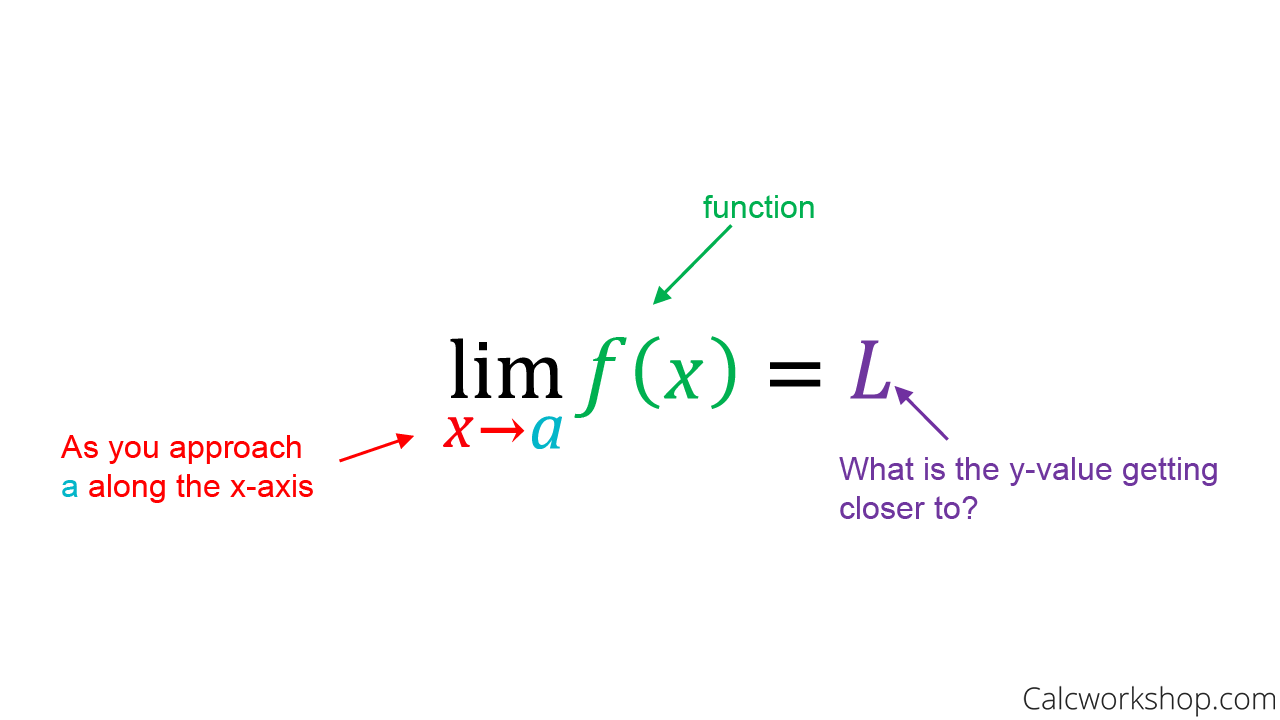 function
lim f(x) = L
x→a
As you approach
a along the x-axis
What is the y-value getting
closer to?
Calcworkshop.com